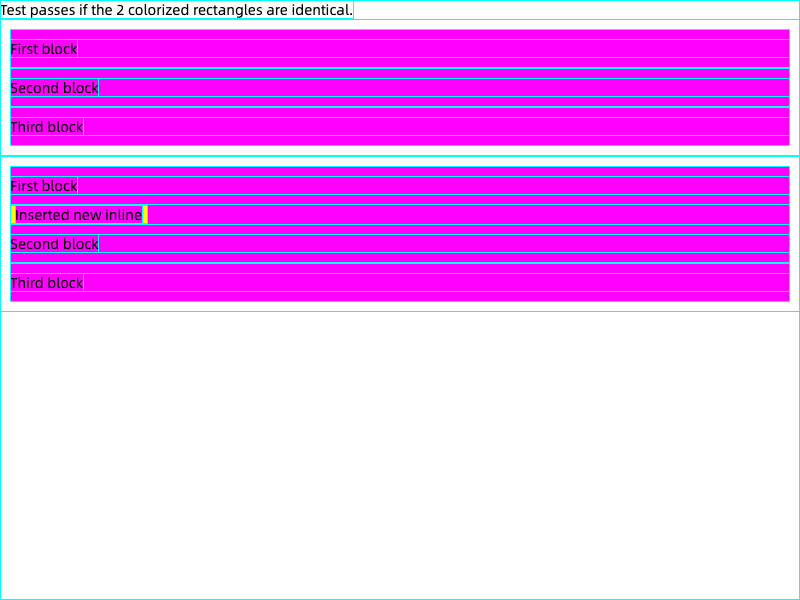 Test passes if the 2 colorized rectangles are identical.
First block
Second block
Third block
First block
Inserted new inline
Second block
Third block